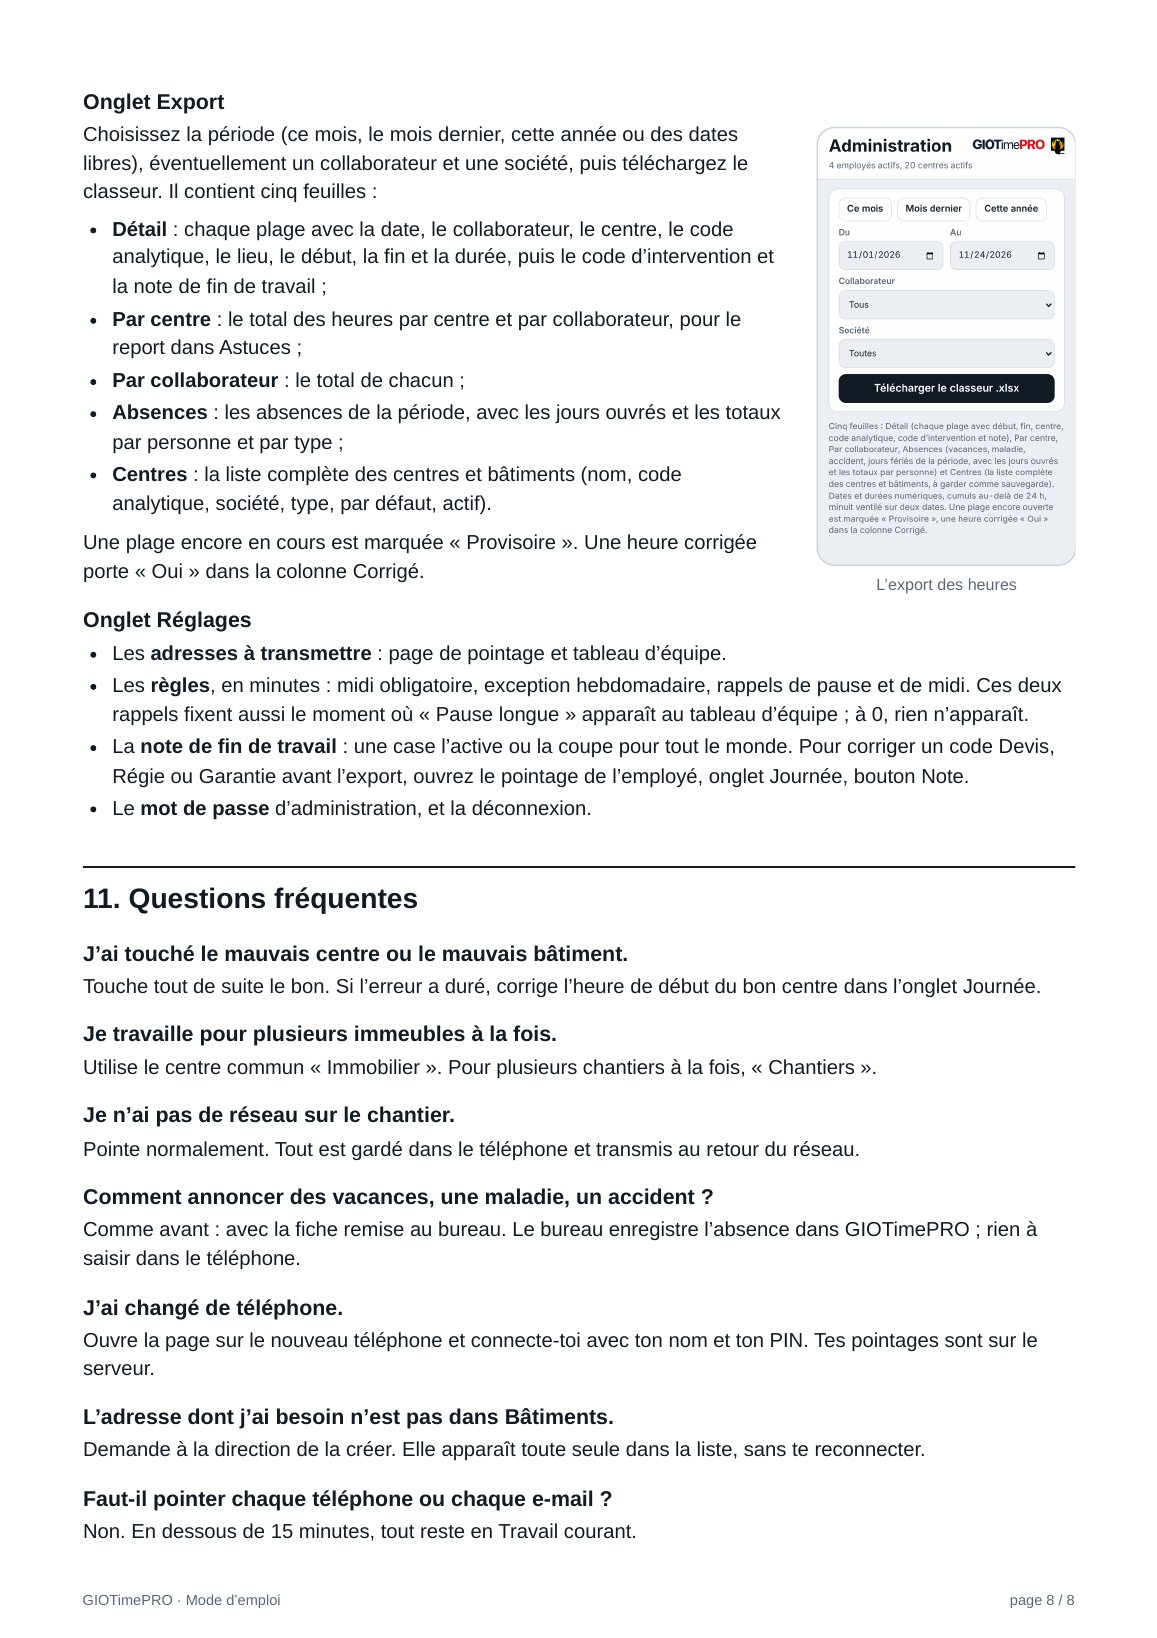 Onglet Export
Choisissez la période (ce mois, le mois dernier, cette année ou des dates
libres), éventuellement un collaborateur et une société, puis téléchargez le
classeur. Il contient cinq feuilles :
• Détail : chaque plage avec la date, le collaborateur, le centre, le code
analytique, le lieu, le début, la fin et la durée, puis le code d’intervention et
la note de fin de travail ;
• Par centre : le total des heures par centre et par collaborateur, pour le
report dans Astuces ;
• Par collaborateur : le total de chacun ;
• Absences : les absences de la période, avec les jours ouvrés et les totaux
par personne et par type ;
• Centres : la liste complète des centres et bâtiments (nom, code
analytique, société, type, par défaut, actif).
Une plage encore en cours est marquée « Provisoire ». Une heure corrigée
porte « Oui » dans la colonne Corrigé.
Administration GIOTimePRO
4 employés actifs, 20 centres actifs
Ce mois Mois dernier Cette année
Du Au
11/01/2026 11/24/2026
Collaborateur
Tous
Société
Toutes
Télécharger le classeur .xlsx
Cinq feuilles : Détail (chaque plage avec début, fin, centre,
code analytique, code d’intervention et note), Par centre,
Par collaborateur, Absences (vacances, maladie,
accident, jours fériés de la période, avec les jours ouvrés
et les totaux par personne) et Centres (la liste complète
des centres et bâtiments, à garder comme sauvegarde).
Dates et durées numériques, cumuls au-delà de 24 h,
minuit ventilé sur deux dates. Une plage encore ouverte
est marquée « Provisoire », une heure corrigée « Oui »
dans la colonne Corrigé.
L’export des heures
Onglet Réglages
• Les adresses à transmettre : page de pointage et tableau d’équipe.
• Les règles, en minutes : midi obligatoire, exception hebdomadaire, rappels de pause et de midi. Ces deux
rappels fixent aussi le moment où « Pause longue » apparaît au tableau d’équipe ; à 0, rien n’apparaît.
• La note de fin de travail : une case l’active ou la coupe pour tout le monde. Pour corriger un code Devis,
Régie ou Garantie avant l’export, ouvrez le pointage de l’employé, onglet Journée, bouton Note.
• Le mot de passe d’administration, et la déconnexion.
11. Questions fréquentes
J’ai touché le mauvais centre ou le mauvais bâtiment.
Touche tout de suite le bon. Si l’erreur a duré, corrige l’heure de début du bon centre dans l’onglet Journée.
Je travaille pour plusieurs immeubles à la fois.
Utilise le centre commun « Immobilier ». Pour plusieurs chantiers à la fois, « Chantiers ».
Je n’ai pas de réseau sur le chantier.
Pointe normalement. Tout est gardé dans le téléphone et transmis au retour du réseau.
Comment annoncer des vacances, une maladie, un accident ?
Comme avant : avec la fiche remise au bureau. Le bureau enregistre l’absence dans GIOTimePRO ; rien à
saisir dans le téléphone.
J’ai changé de téléphone.
Ouvre la page sur le nouveau téléphone et connecte-toi avec ton nom et ton PIN. Tes pointages sont sur le
serveur.
L’adresse dont j’ai besoin n’est pas dans Bâtiments.
Demande à la direction de la créer. Elle apparaît toute seule dans la liste, sans te reconnecter.
Faut-il pointer chaque téléphone ou chaque e-mail ?
Non. En dessous de 15 minutes, tout reste en Travail courant.
GIOTimePRO · Mode d’emploi page 8 / 8